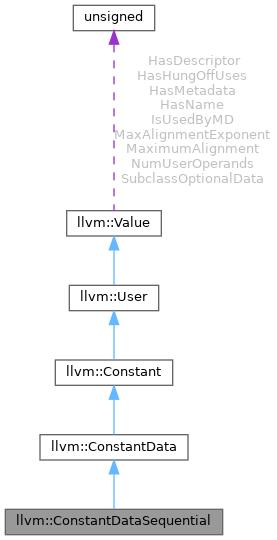 unsigned
HasDescriptor
HasHungOffUses
HasMetadata
HasName
IsUsedByMD
MaxAlignmentExponent
MaximumAlignment
NumUserOperands
SubclassOptionalData
llvm::Value
llvm::User
llvm::Constant
llvm::ConstantData
llvm::ConstantDataSequential